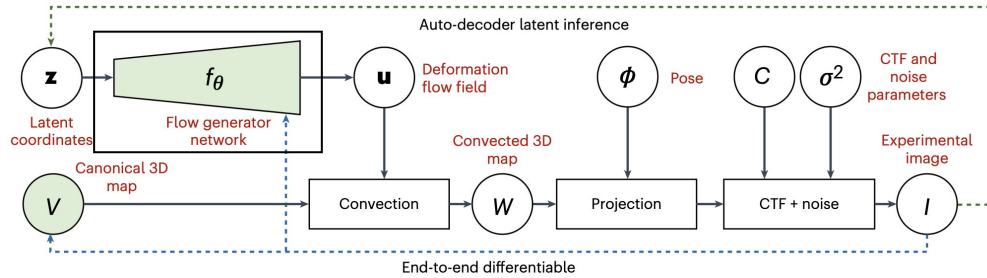 Auto-decoder latent inference
z
fθ
u
Deformation
flow field
ϕ
Pose
C
σ²
CTF and
noise
parameters
Latent
coordinates
Flow generator
network
Canonical 3D
map
Convected 3D
map
Experimental
image
V
Convection
W
Projection
CTF + noise
I
End-to-end differentiable